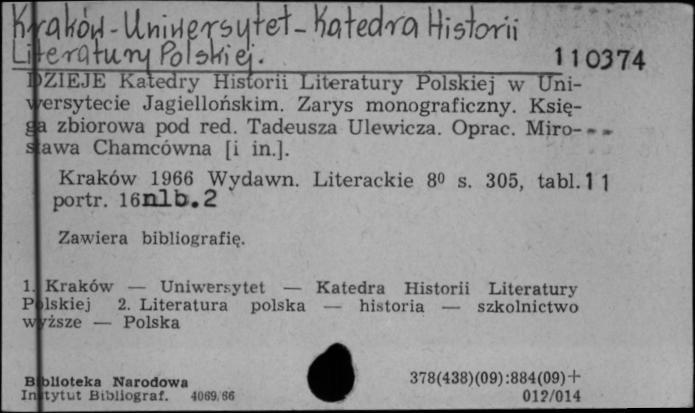 Kraków-Uniwersytet-Katedra Historii
Literatury Polskiej.
110374
DZIEJE Katedry Historii Literatury Polskiej w Uni-
wersytecie Jagiellońskim. Zarys monograficzny. Księ-
ga zbiorowa pod red. Tadeusza Ulewicza. Oprac. Miro-
sława Chamcówna [i in.].
Kraków 1966 Wydawn. Literackie 8º s. 305, tabl. 11
portr. 16 nlb. 2
Zawiera bibliografię.
1. Kraków — Uniwersytet — Katedra Historii Literatury
Polskiej 2. Literatura polska — historia — szkolnictwo
wyższe — Polska
Biblioteka Narodowa
Instytut Bibliograf. 4069/66
378(438)(09):884(09)+
012/014